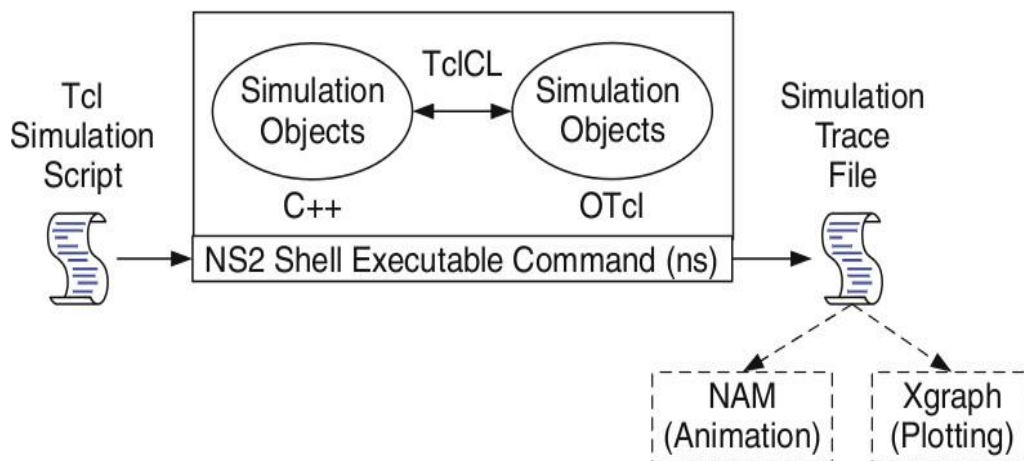 Tcl
Simulation
Script
TclCL
Simulation
Objects
Simulation
Objects
C++
OTcl
NS2 Shell Executable Command (ns)
Simulation
Trace
File
NAM
(Animation)
Xgraph
(Plotting)